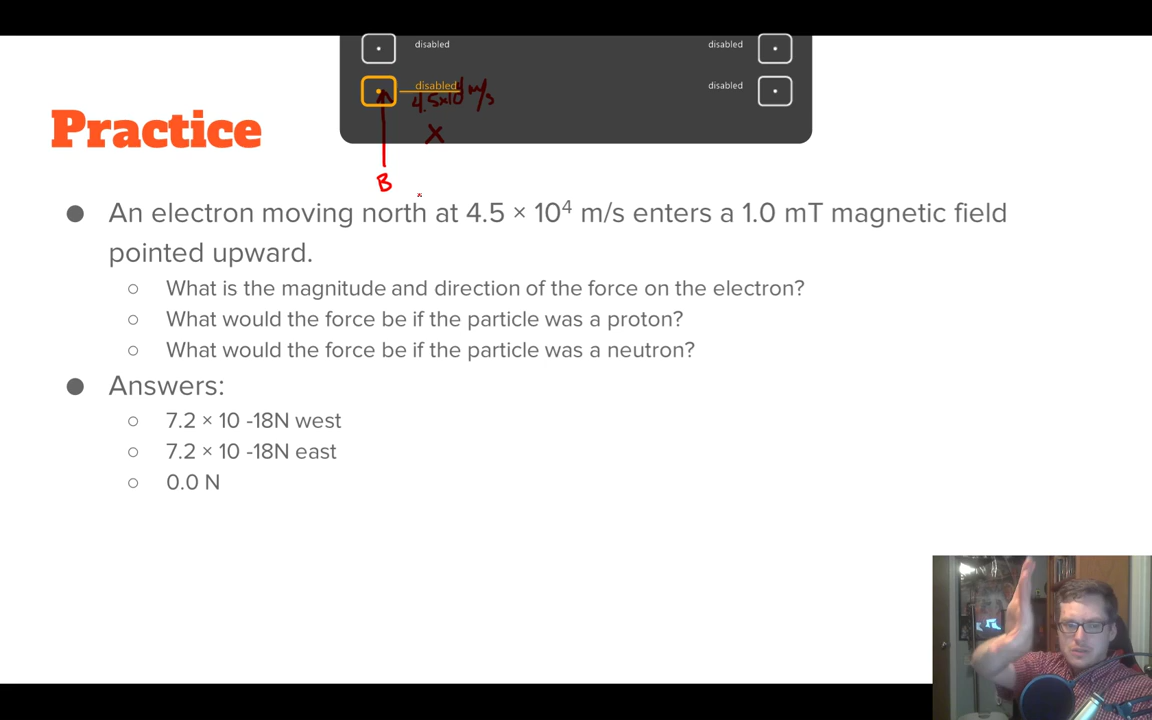 disabled
disabled
disabled
disabled
4.5x10 m/s
x
B
Practice
● An electron moving north at 4.5 × 10⁴ m/s enters a 1.0 mT magnetic field
pointed upward.
○ What is the magnitude and direction of the force on the electron?
○ What would the force be if the particle was a proton?
○ What would the force be if the particle was a neutron?
● Answers:
○ 7.2 × 10 -18N west
○ 7.2 × 10 -18N east
○ 0.0 N